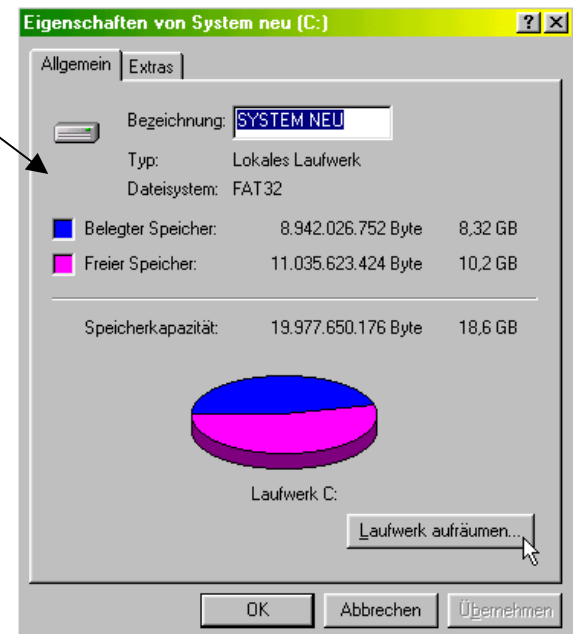 Eigenschaften von System neu (C:)
Allgemein Extras
Bezeichnung: SYSTEM NEU
Typ: Lokales Laufwerk
Dateisystem: FAT32
Belegter Speicher: 8.942.026.752 Byte 8,32 GB
Freier Speicher: 11.035.623.424 Byte 10,2 GB
Speicherkapazität: 19.977.650.176 Byte 18,6 GB
Laufwerk C:
Laufwerk aufräumen...
OK Abbrechen Übernehmen